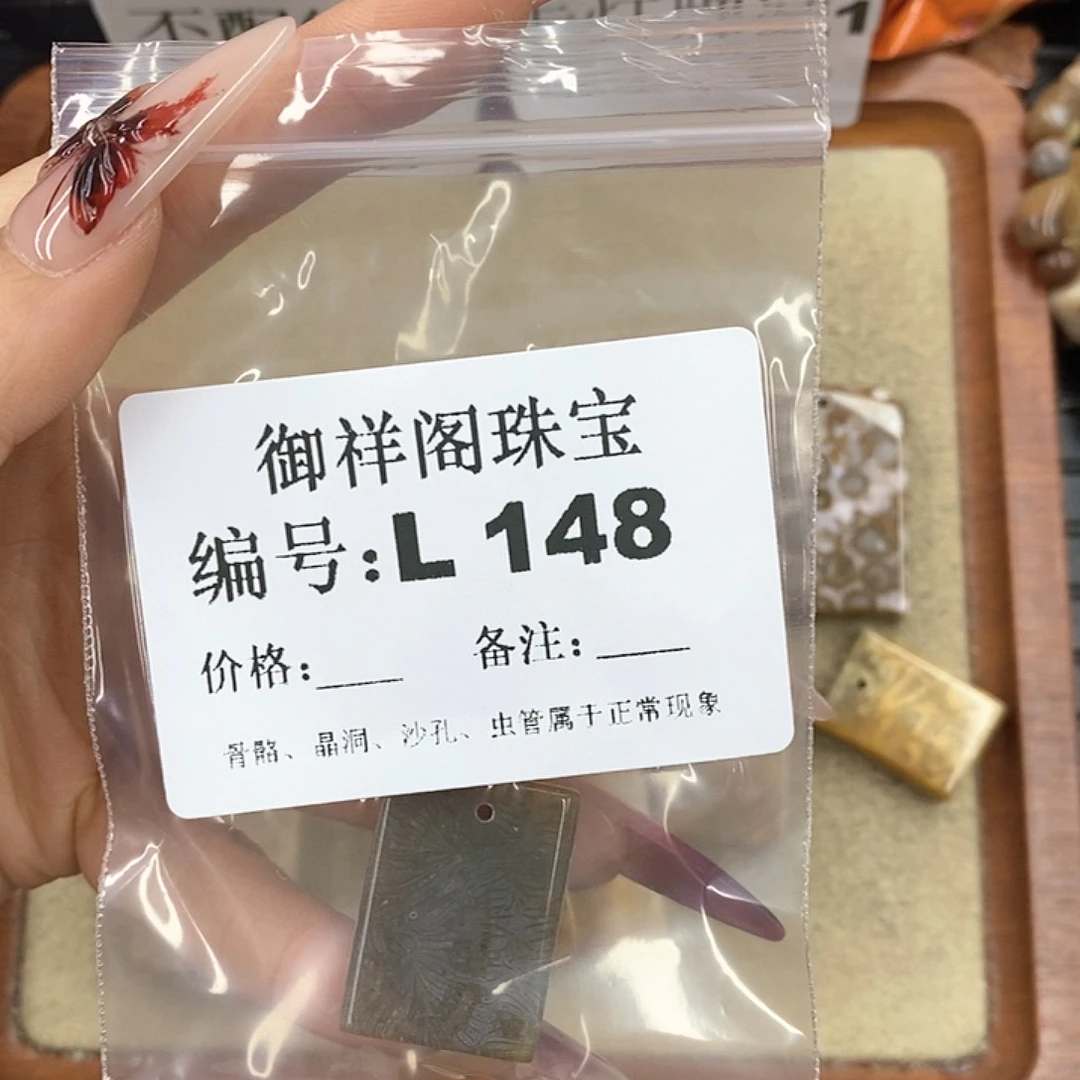 御祥阁珠宝
编号:L 148
价格:____ 备注:____
骨骼、晶洞、沙孔、虫管属于正常现象